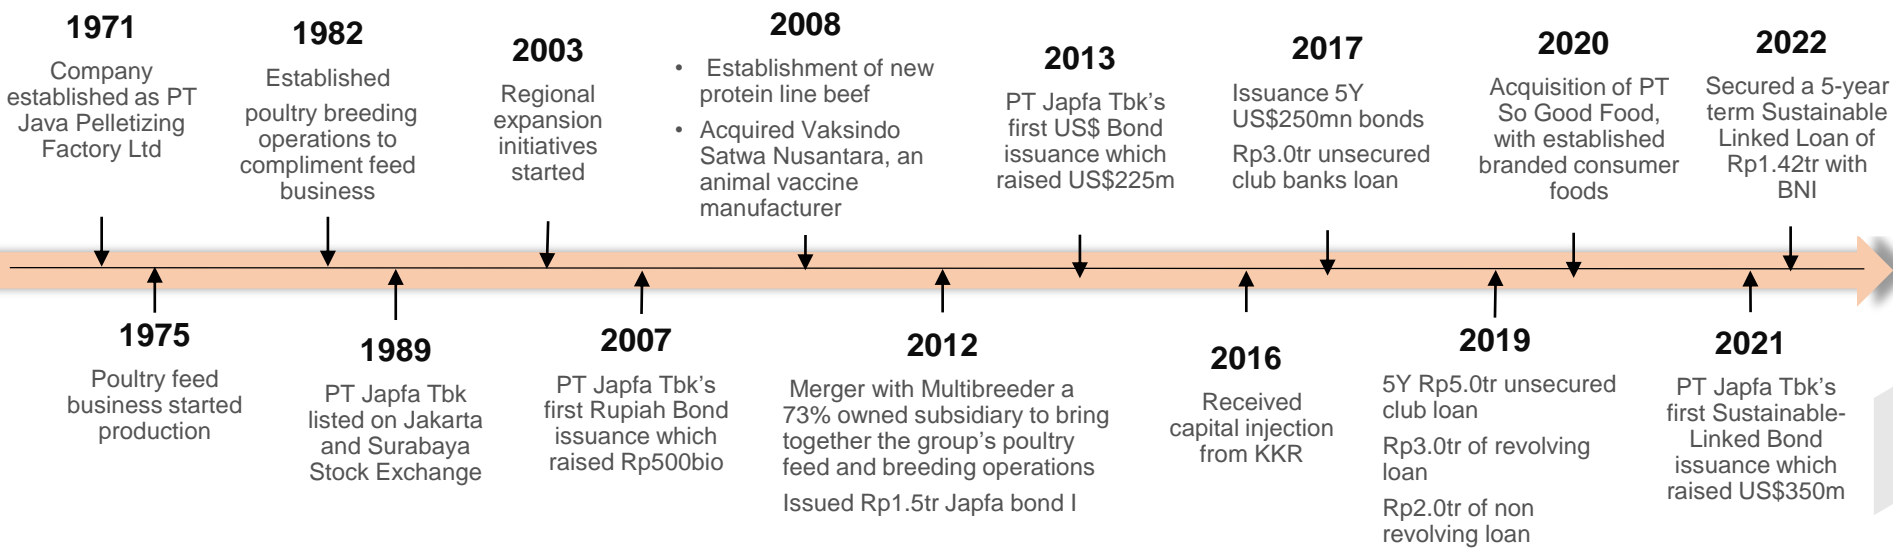 1971
Company
established as PT
Java Pelletizing
Factory Ltd
1982
Established
poultry breeding
operations to
compliment feed
business
2003
Regional
expansion
initiatives
started
2008
• Establishment of new
protein line beef
• Acquired Vaksindo
Satwa Nusantara, an
animal vaccine
manufacturer
2013
PT Japfa Tbk's
first US$ Bond
issuance which
raised US$225m
2017
Issuance 5Y
US$250mn bonds
Rp3.0tr unsecured
club banks loan
2020
Acquisition of PT
So Good Food,
with established
branded consumer
foods
2022
Secured a 5-year
term Sustainable
Linked Loan of
Rp1.42tr with
BNI
1975
Poultry feed
business started
production
1989
PT Japfa Tbk
listed on Jakarta
and Surabaya
Stock Exchange
2007
PT Japfa Tbk's
first Rupiah Bond
issuance which
raised Rp500bio
2012
Merger with Multibreeder a
73% owned subsidiary to bring
together the group's poultry
feed and breeding operations
Issued Rp1.5tr Japfa bond I
2016
Received
capital injection
from KKR
2019
5Y Rp5.0tr unsecured
club loan
Rp3.0tr of revolving
loan
Rp2.0tr of non
revolving loan
2021
PT Japfa Tbk's
first Sustainable-
Linked Bond
issuance which
raised US$350m